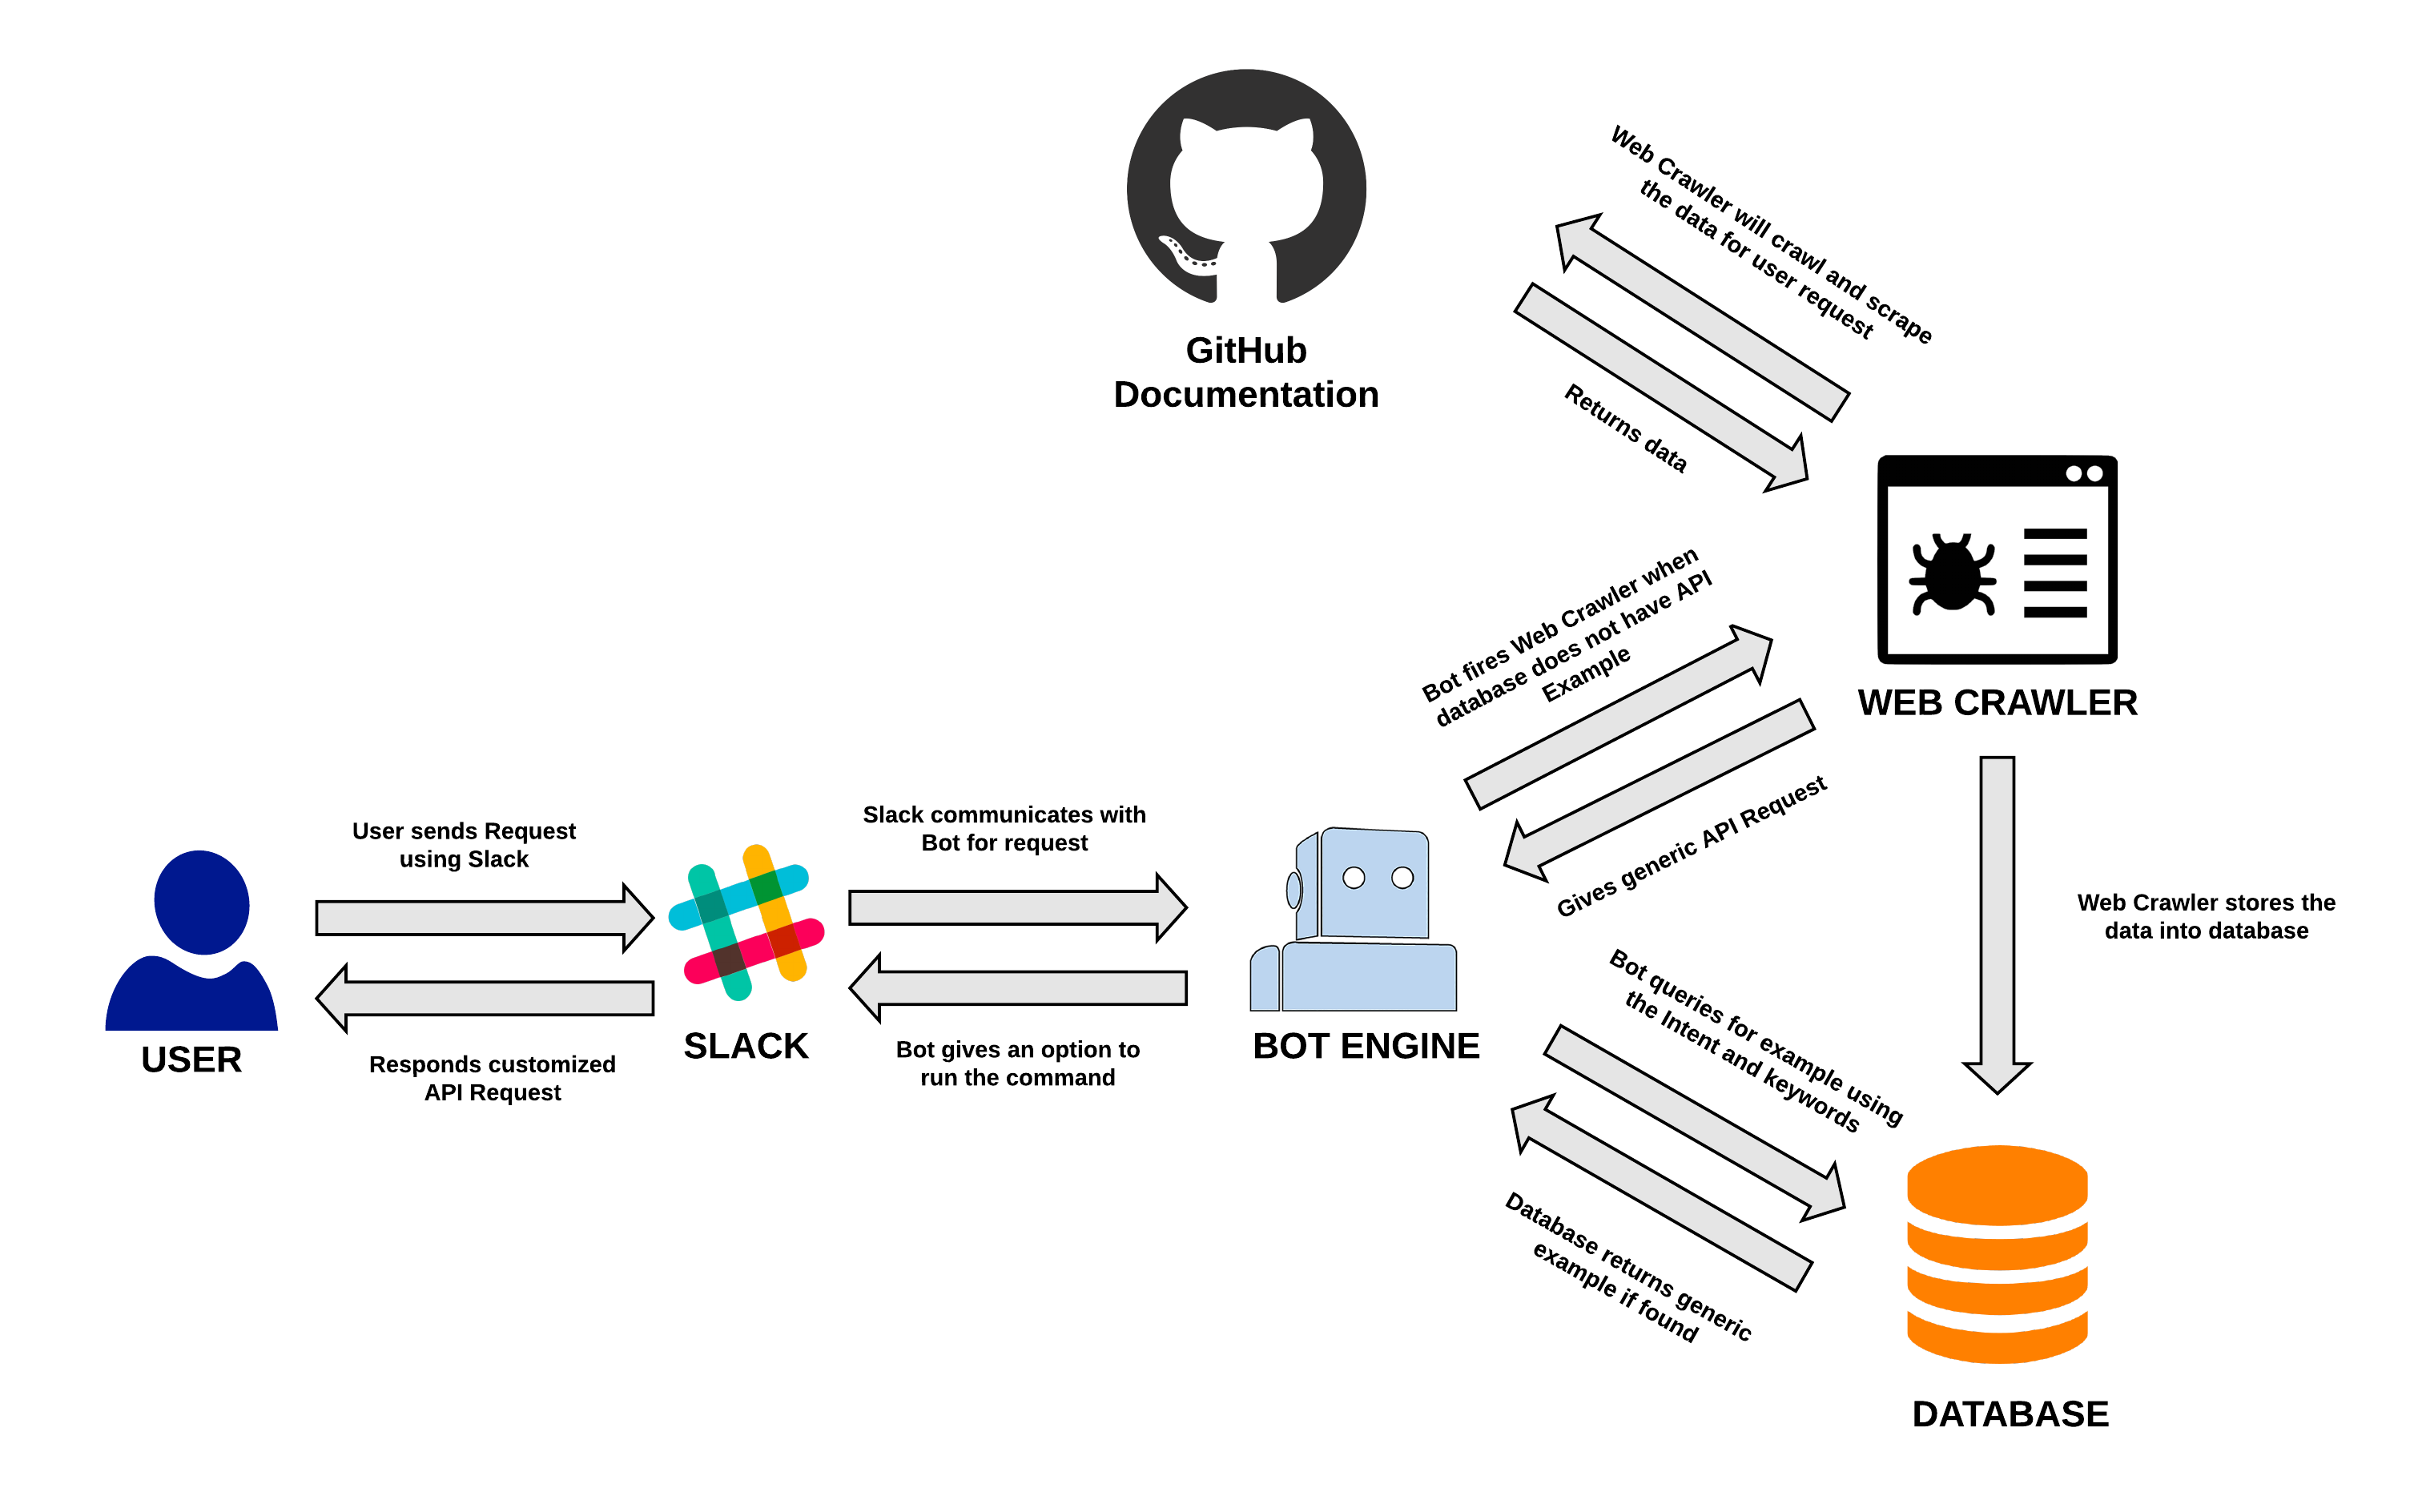 GitHub
Documentation
Web Crawler will crawl and scrape
the data for user request
Returns data
WEB CRAWLER
Bot fires Web Crawler when
database does not have API
Example
Gives generic API Request
User sends Request
using Slack
Slack communicates with
Bot for request
USER
Responds customized
API Request
SLACK
Bot gives an option to
run the command
BOT ENGINE
Web Crawler stores the
data into database
Bot queries for example using
the Intent and keywords
Database returns generic
example if found
DATABASE